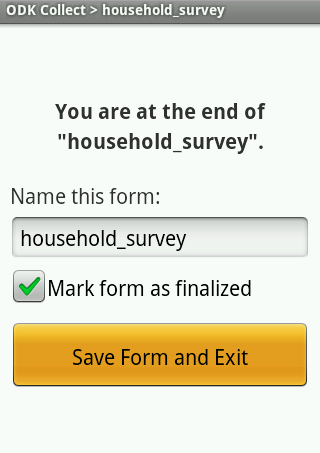 ODK Collect > household_survey
You are at the end of
"household_survey".
Name this form:
household_survey
Mark form as finalized
Save Form and Exit